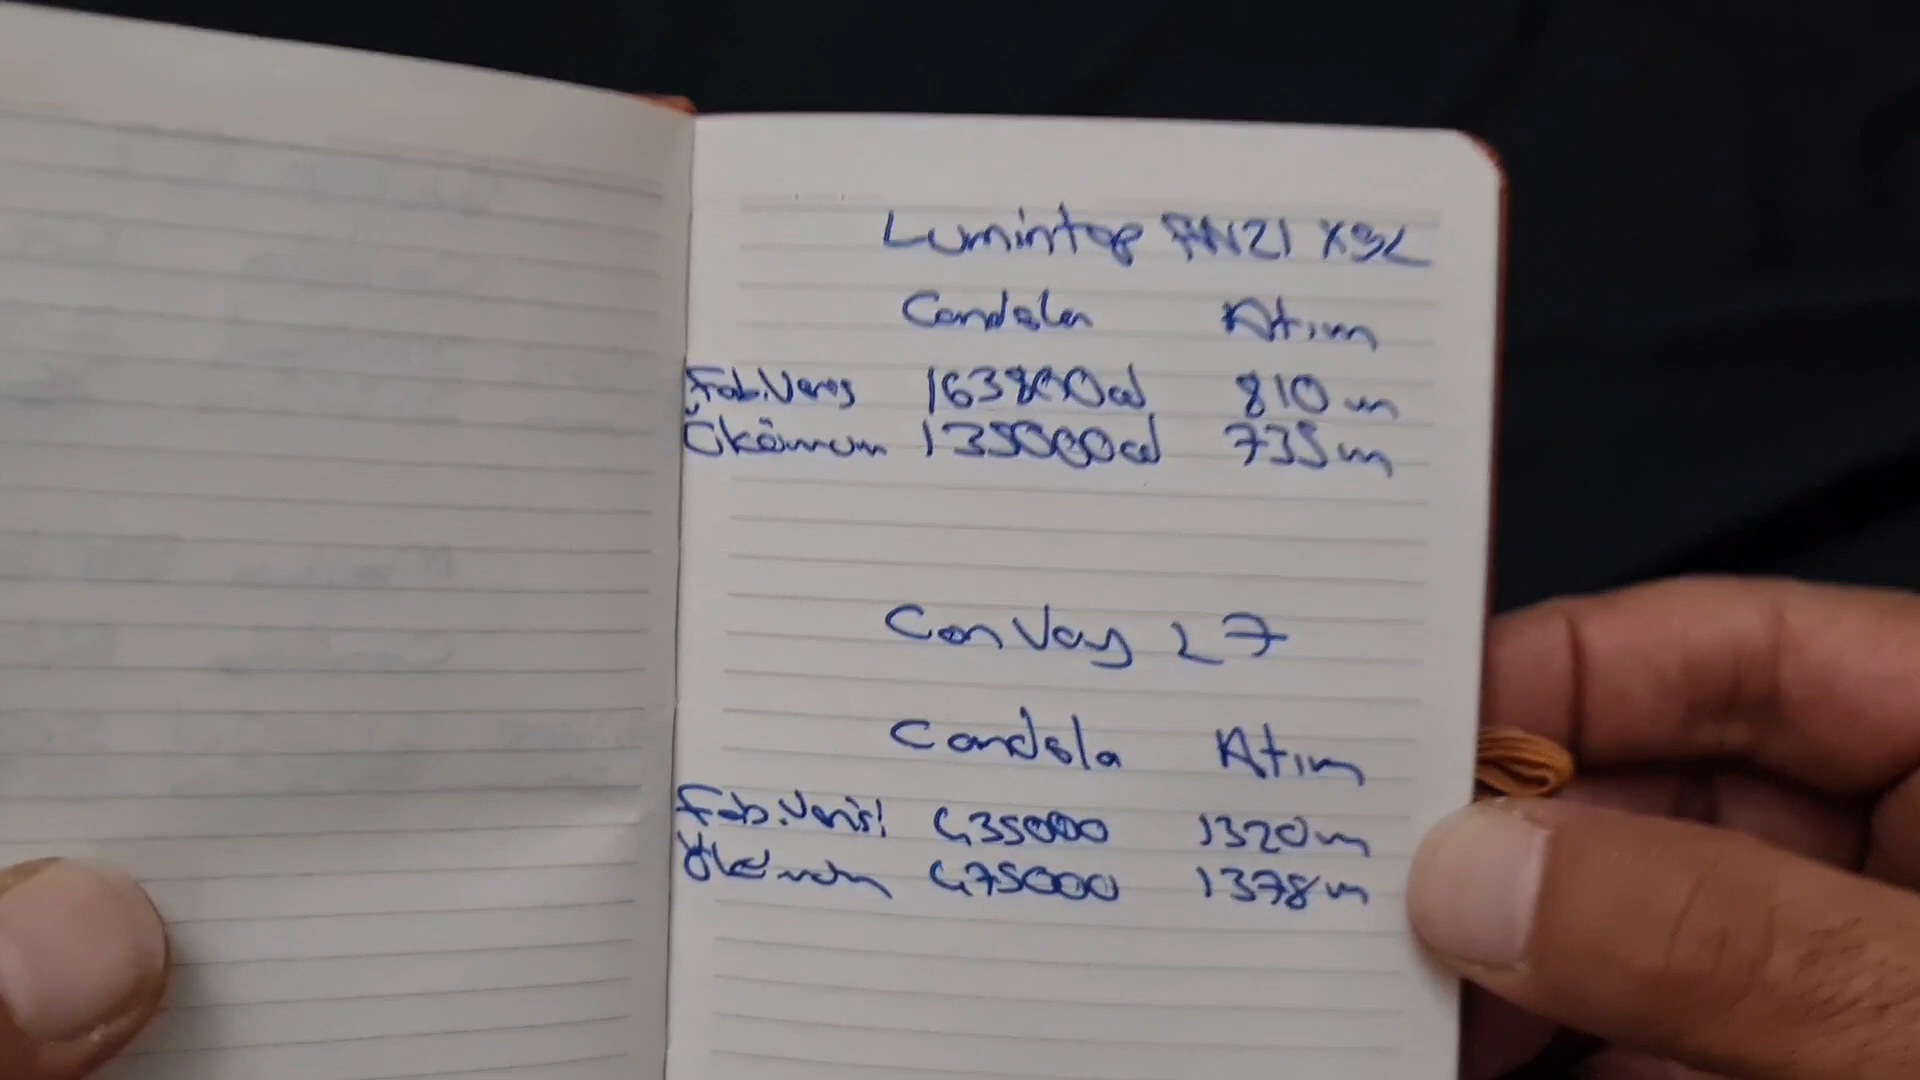 Lumintop FW21 X9L
Candela Atım
Fab.Veris 163800cd 810m
Ölçümüm 135000cd 735m
Convoy L7
Candela Atım
Fab.Verisi 435000 1320m
Ölçümüm 475000 1378m